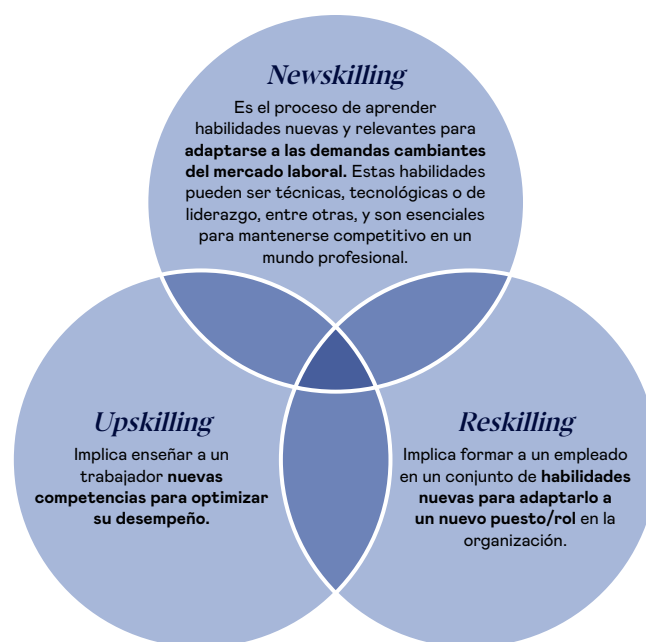 Newskilling
Es el proceso de aprender
habilidades nuevas y relevantes para
adaptarse a las demandas cambiantes
del mercado laboral. Estas habilidades
pueden ser técnicas, tecnológicas o de
liderazgo, entre otras, y son esenciales
para mantenerse competitivo en un
mundo profesional.
Upskilling
Implica enseñar a un
trabajador nuevas
competencias para optimizar
su desempeño.
Reskilling
Implica formar a un empleado
en un conjunto de habilidades
nuevas para adaptarlo a
un nuevo puesto/rol en la
organización.